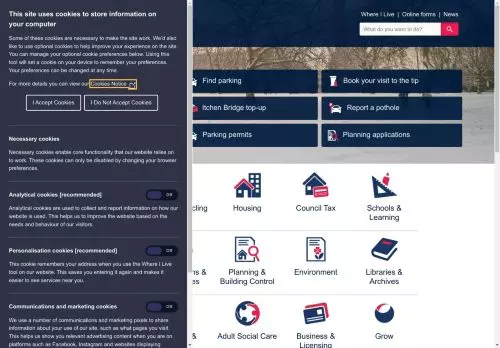 This site uses cookies to store information on
your computer
Some of these cookies are necessary to make the site work. We'd also
like to use optional cookies to help improve your experience on the site.
You can manage your optional cookie preferences below. Using this
tool will set a cookie on your device to remember your preferences.
Your preferences can be changed at any time.
For more details you can view our Cookies Notice
I Accept Cookies
I Do Not Accept Cookies
Necessary cookies
Necessary cookies enable core functionality that our website relies on
to work. These cookies can only be disabled by changing your browser
preferences.
Analytical cookies [recommended]
Off
Analytical cookies are used to collect and report information on how our
website is used. This helps us to improve the website based on the
needs and behaviour of our visitors.
Personalisation cookies [recommended]
Off
This cookie remembers your address when you use the Where I Live
tool on our website. This saves you entering it again and makes it
easier to see services near you.
Communications and marketing cookies
Off
We use a number of communications and marketing pixels to share
information about your use of our site, such as what pages you visit.
This helps us show you relevant advertising content when you are on
platforms such as Facebook, Instagram and websites displaying
Where I Live | Online forms | News
What do you want to do?
Find parking
Book your visit to the tip
Itchen Bridge top-up
Report a pothole
Parking permits
Planning applications
cling
Housing
Council Tax
Schools &
Learning
s &
Planning &
Building Control
Environment
Libraries &
Archives
Adult Social Care
Business &
Licensing
Grow